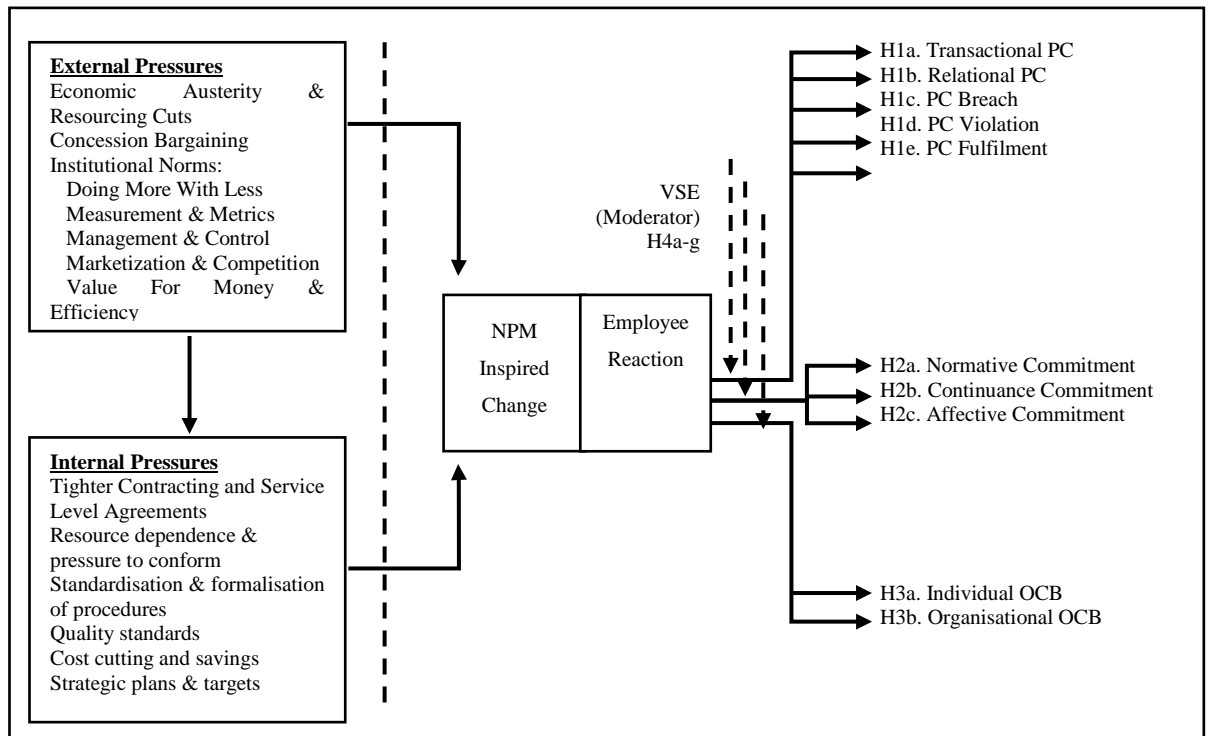 External Pressures
Economic Austerity &
Resourcing Cuts
Concession Bargaining
Institutional Norms:
Doing More With Less
Measurement & Metrics
Management & Control
Marketization & Competition
Value For Money &
Efficiency
Internal Pressures
Tighter Contracting and Service
Level Agreements
Resource dependence &
pressure to conform
Standardisation & formalisation
of procedures
Quality standards
Cost cutting and savings
Strategic plans & targets
NPM
Inspired
Change
Employee
Reaction
VSE
(Moderator)
H4a-g
H1a. Transactional PC
H1b. Relational PC
H1c. PC Breach
H1d. PC Violation
H1e. PC Fulfilment
H2a. Normative Commitment
H2b. Continuance Commitment
H2c. Affective Commitment
H3a. Individual OCB
H3b. Organisational OCB